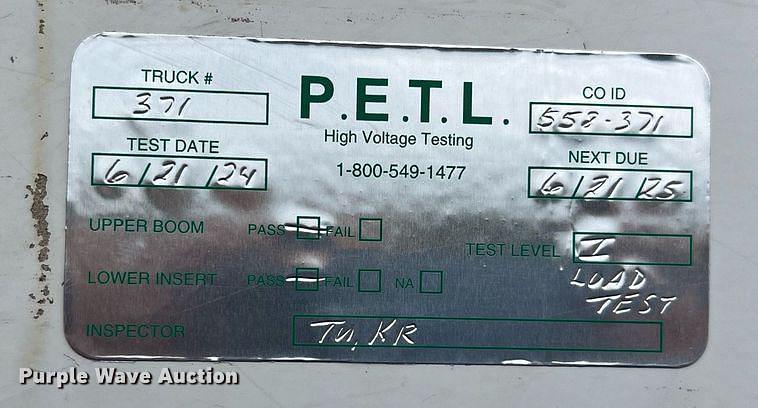 TRUCK #
371
P.E.T.L.
High Voltage Testing
1-800-549-1477
CO ID
558-371
TEST DATE
6/21/24
NEXT DUE
6/21/25
UPPER BOOM PASS FAIL
TEST LEVEL I
LOAD
TEST
LOWER INSERT PASS FAIL NA
INSPECTOR KR
Purple Wave Auction